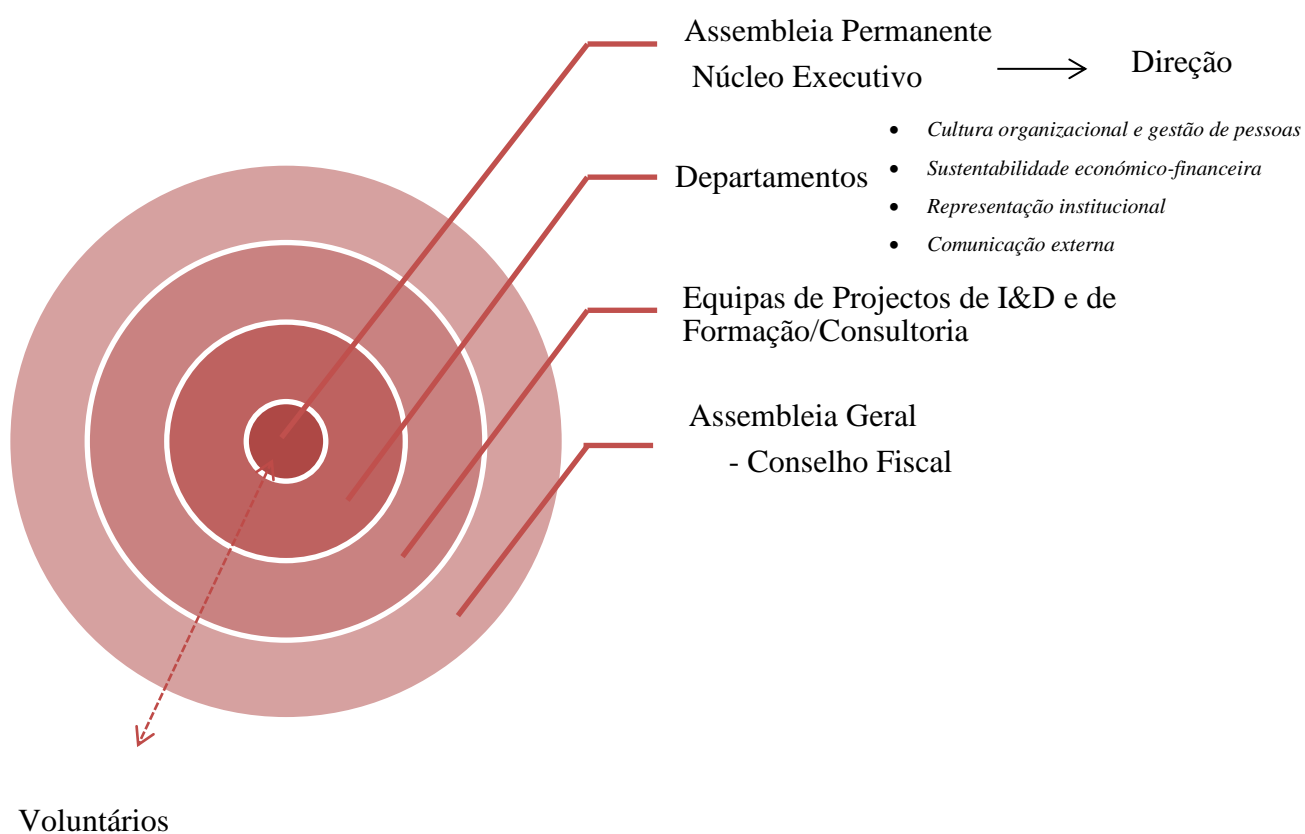 Assembleia Permanente
Núcleo Executivo
Direção
Departamentos
• Cultura organizacional e gestão de pessoas
• Sustentabilidade económico-financeira
• Representação institucional
• Comunicação externa
Equipas de Projectos de I&D e de
Formação/Consultoria
Assembleia Geral
- Conselho Fiscal
Voluntários